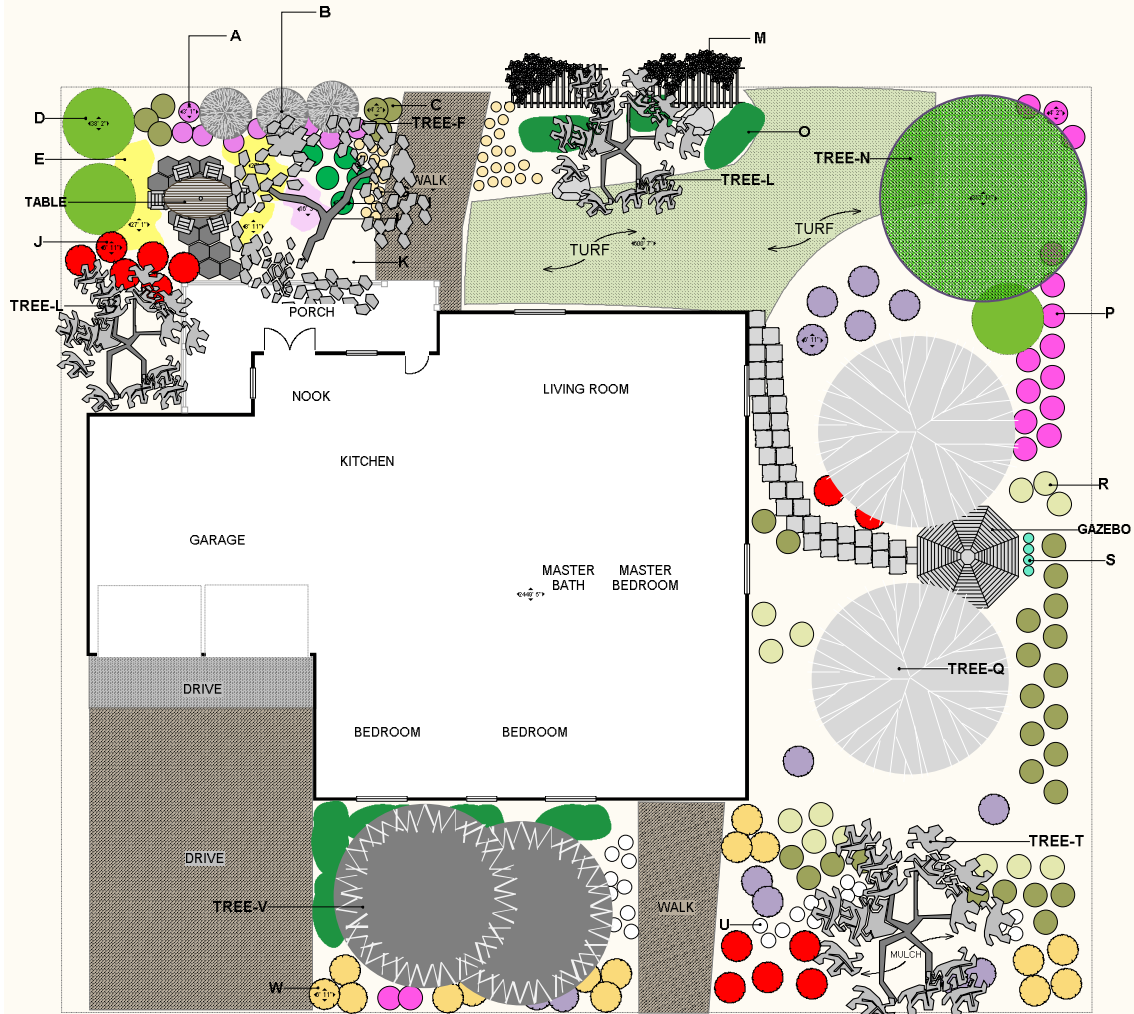 M
B
A
D
C
TREE-F
O
E
TREE-N
WALK
TREE-L
TABLE
TURF
TURF
J
K
TREE-L
PORCH
P
NOOK
LIVING ROOM
KITCHEN
R
GAZEBO
GARAGE
S
MASTER
BATH
MASTER
BEDROOM
TREE-Q
DRIVE
BEDROOM
BEDROOM
TREE-T
DRIVE
TREE-V
WALK
U
MULCH
W